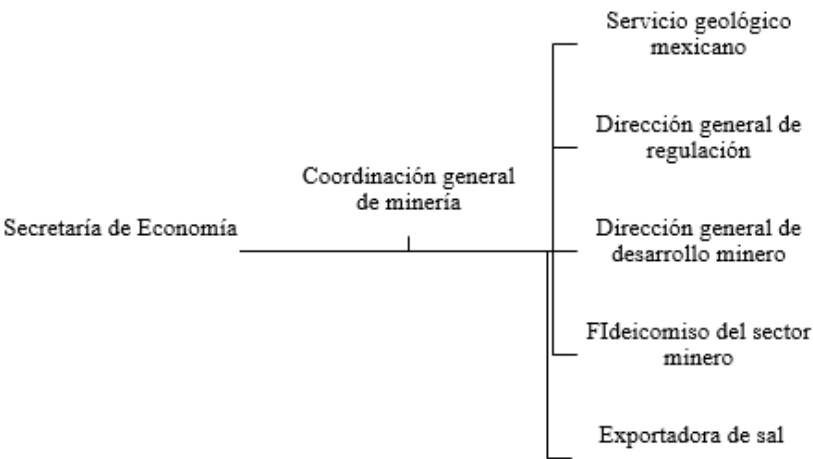 Servicio geológico
mexicano
Dirección general de
regulación
Coordinación general
de minería
Secretaría de Economía
Dirección general de
desarrollo minero
FIdeicomiso del sector
minero
Exportadora de sal